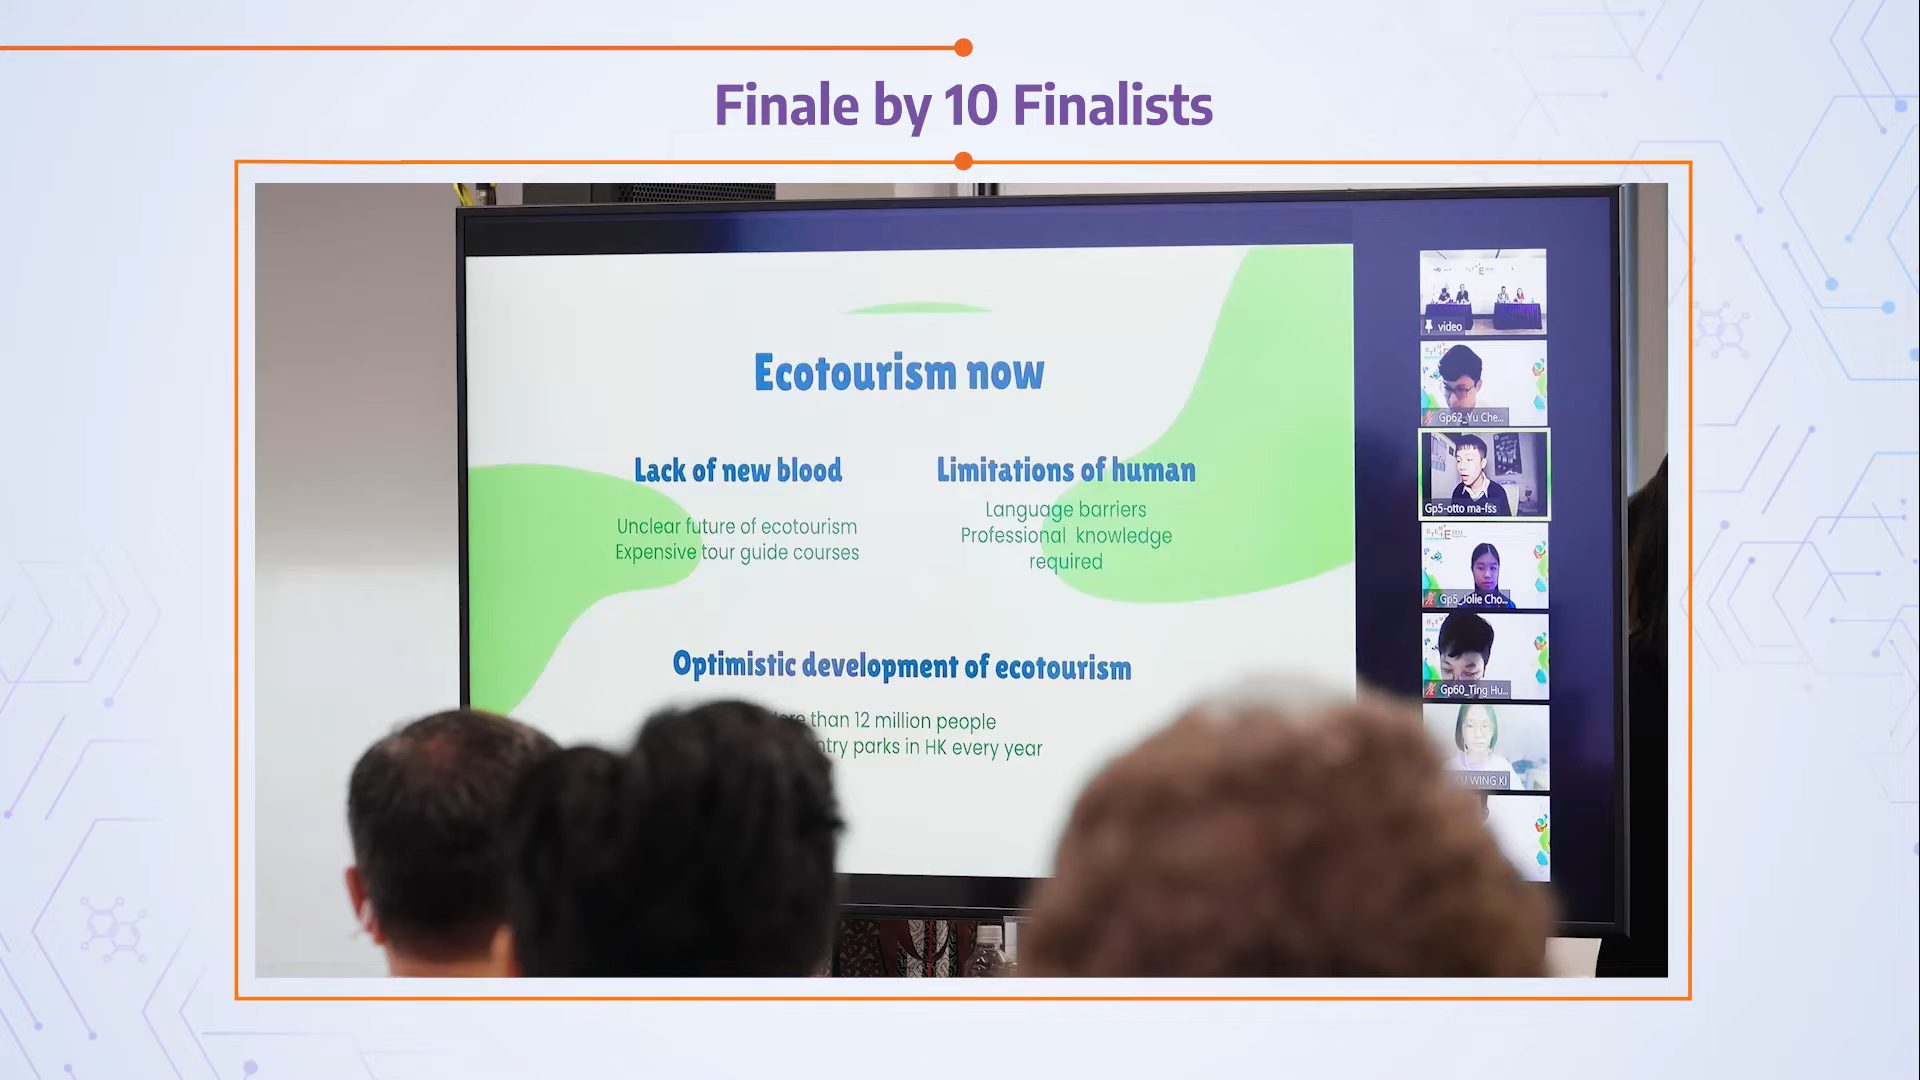 Finale by 10 Finalists
Ecotourism now
Lack of new blood
Unclear future of ecotourism
Expensive tour guide courses
Limitations of human
Language barriers
Professional knowledge
required
Optimistic development of ecotourism
than 12 million people
parks in HK every year
video
Gp62_Yu Che...
Gp5-otto ma-fss
Gp5_Jolie Cho...
Gp60_Ting Hu...
WING KI